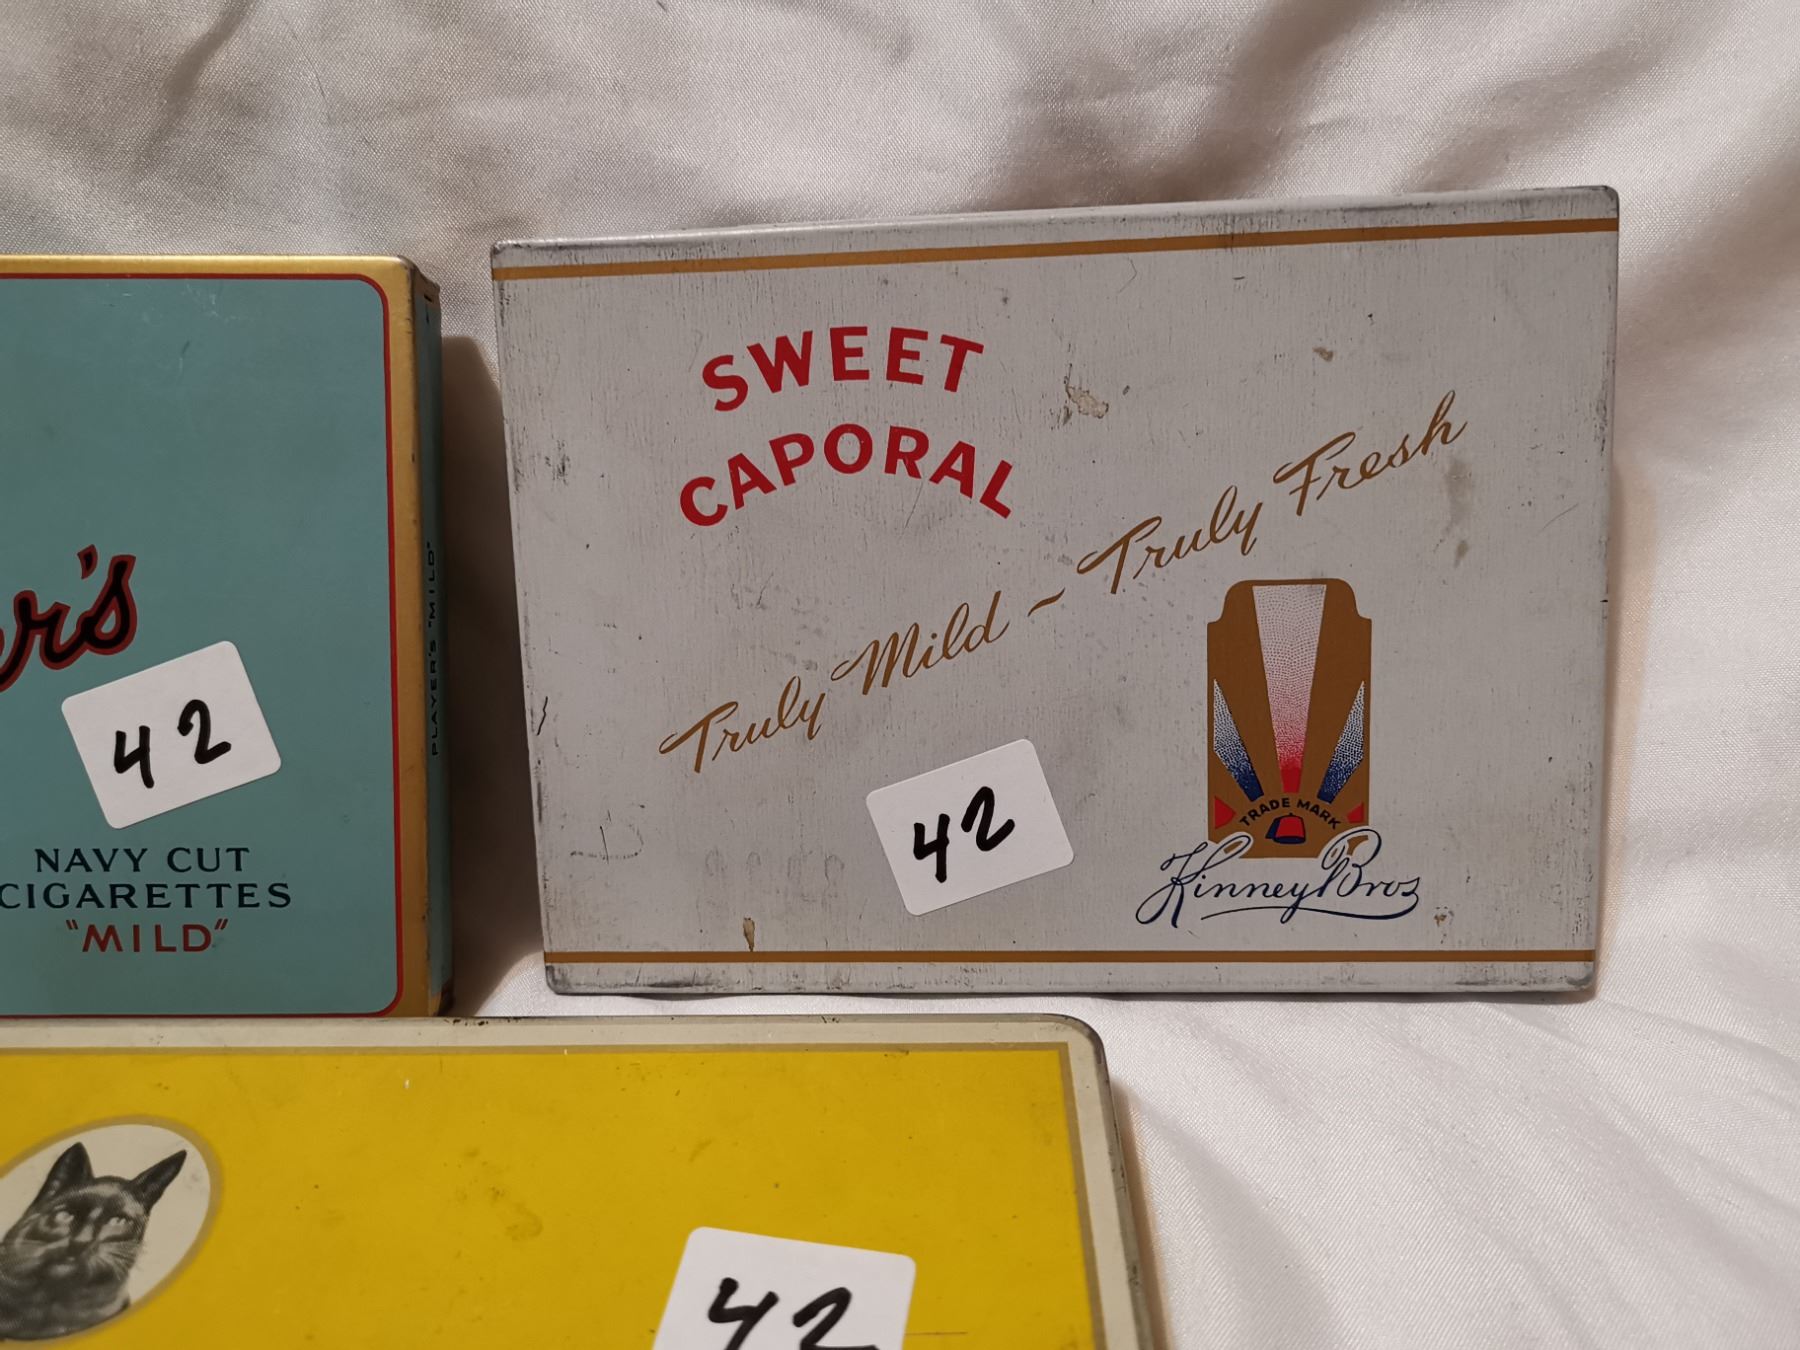 SWEET
CAPORAL
Truly Mild ~ Truly Fresh
TRADE MARK
Kinney Bros
42
er's
42
NAVY CUT
CIGARETTES
"MILD"
PLAYER'S "MILD"
42